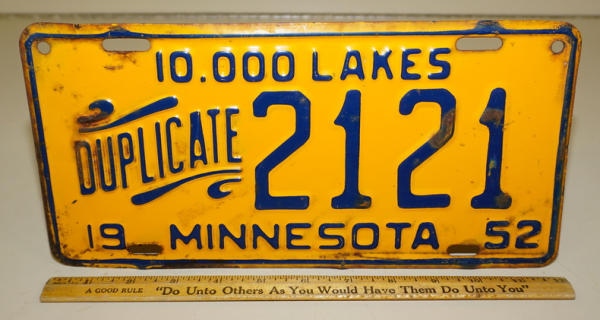 10.000 LAKES
DUPLICATE 2121
19 MINNESOTA 52
A GOOD RULE "Do Unto Others As You Would Have Them Do Unto You"